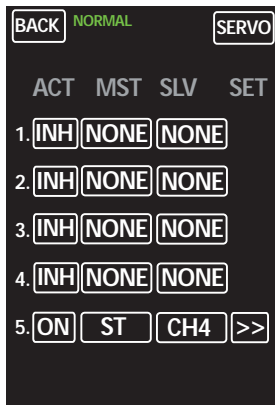 BACK NORMAL SERVO
ACT MST SLV SET
1. INH NONE NONE
2. INH NONE NONE
3. INH NONE NONE
4. INH NONE NONE
5. ON ST CH4 >>